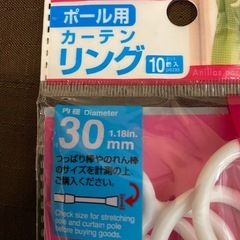 ポール用
カーテン
リング
10個入
Anillos pa
内径 Diameter
30 mm
1.18in.
つっぱり棒やのれん棒
のサイズを計測の上、
ご購入ください。
Check size for stretching
pole and curtain pole
before buying goods.